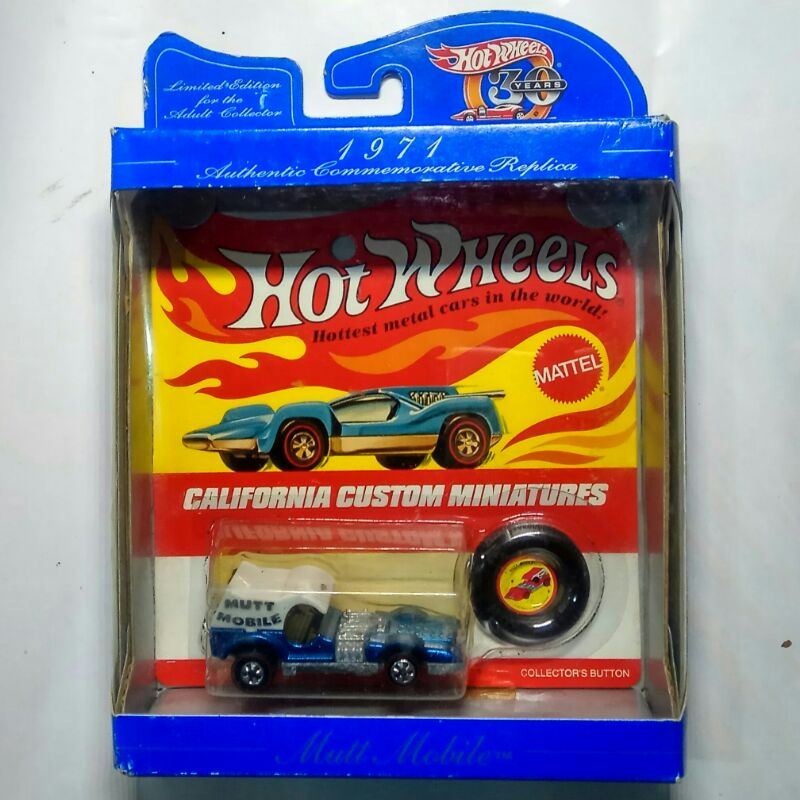 Limited Edition
for the
Adult Collector
Hot Wheels
30
YEARS
1971
Authentic Commemorative Replica
Hot Wheels
Hottest metal cars in the world!
MATTEL
CALIFORNIA CUSTOM MINIATURES
MUTT
MOBILE
COLLECTOR'S BUTTON
Mutt Mobile™